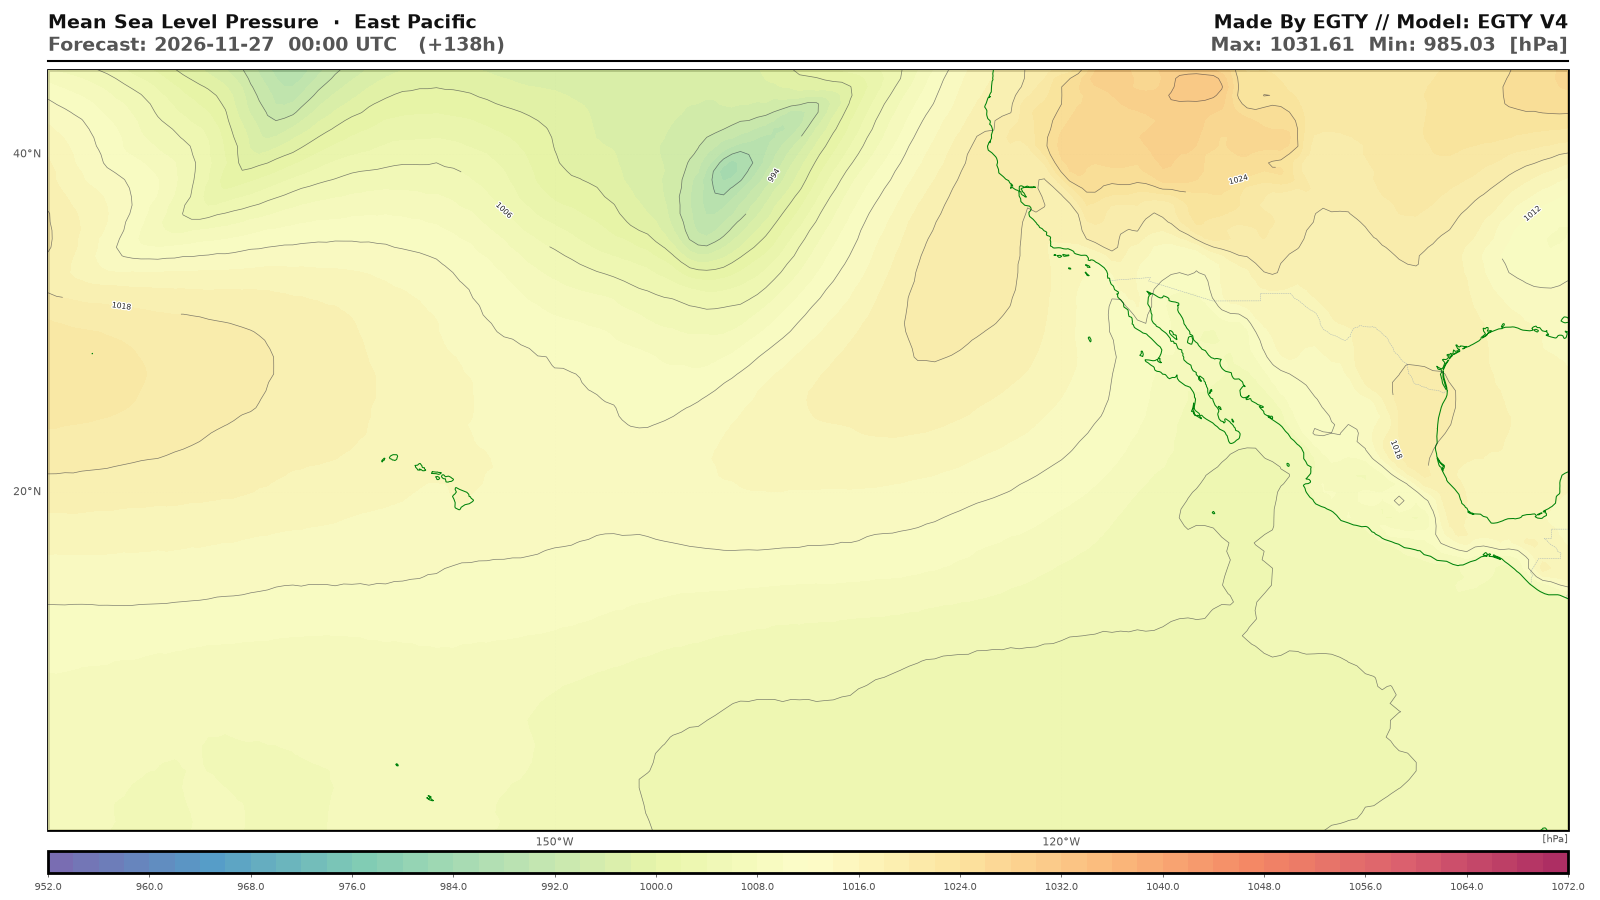 Mean Sea Level Pressure · East Pacific
Made By EGTY // Model: EGTY V4
Forecast: 2026-11-27 00:00 UTC (+138h)
Max: 1031.61 Min: 985.03 [hPa]
40°N
994
1024
1006
1012
1018
1018
20°N
150°W
120°W
[hPa]
952.0 960.0 968.0 976.0 984.0 992.0 1000.0 1008.0 1016.0 1024.0 1032.0 1040.0 1048.0 1056.0 1064.0 1072.0